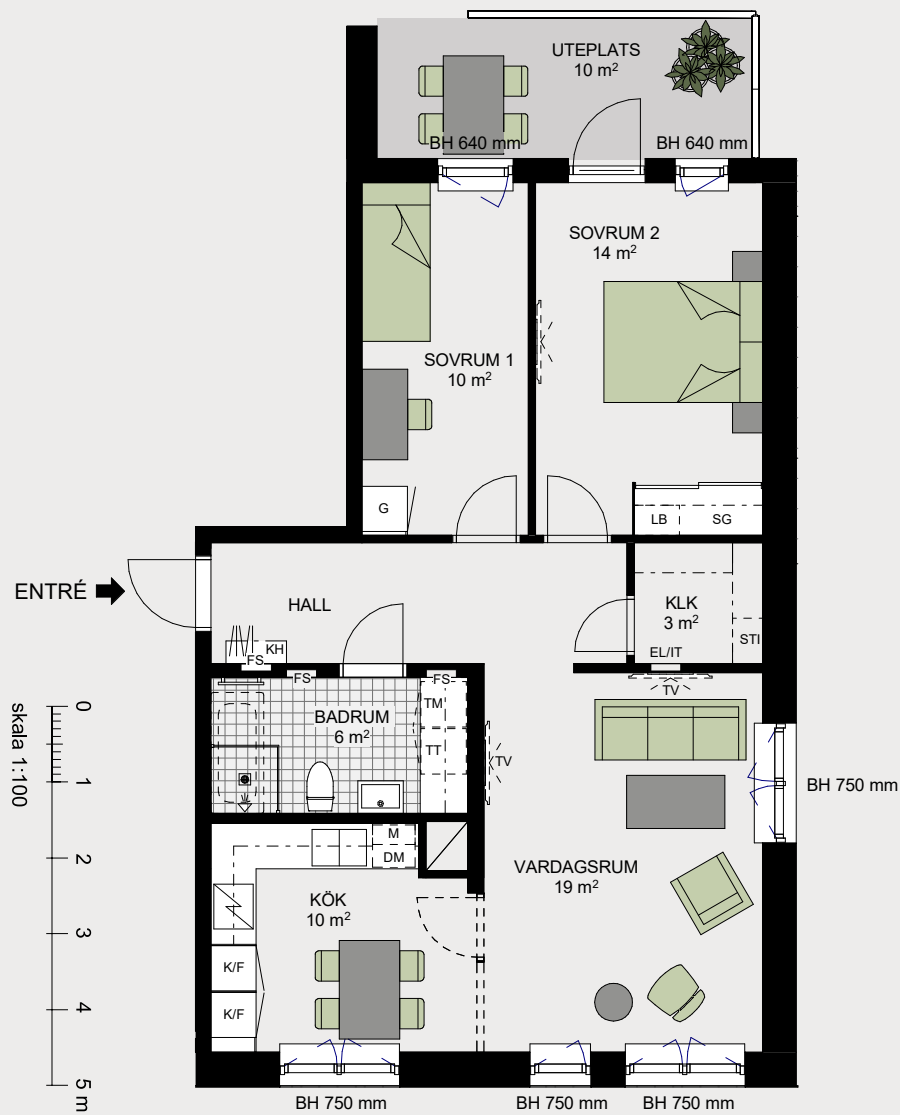 UTEPLATS
10 m²
BH 640 mm
BH 640 mm
SOVRUM 2
14 m²
SOVRUM 1
10 m²
G
LB
SG
ENTRÉ
HALL
KLK
3 m²
STI
EL/IT
KH
FS
FS
FS
TV
TM
BADRUM
6 m²
TT
TV
BH 750 mm
M
DM
VARDAGSRUM
19 m²
KÖK
10 m²
K/F
K/F
BH 750 mm
BH 750 mm
BH 750 mm
skala 1:100
0
1
2
3
4
5 m